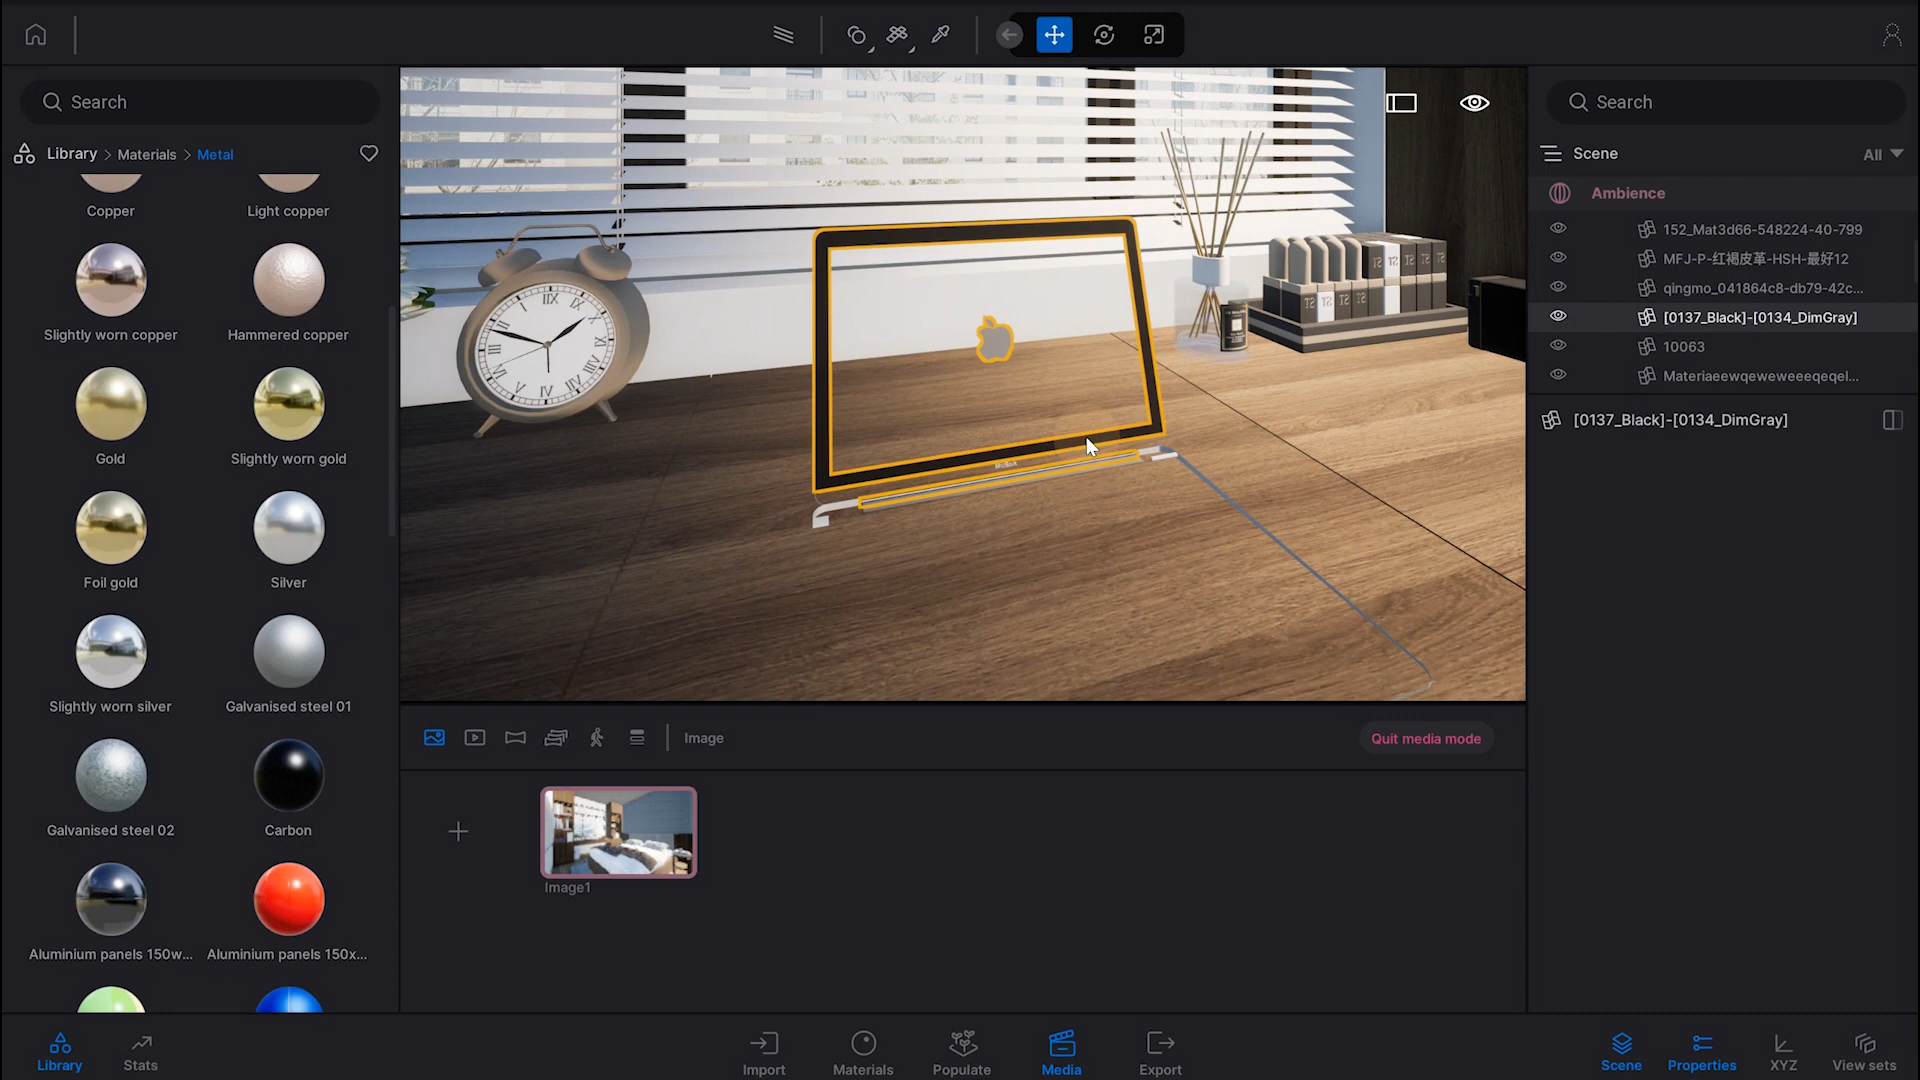 Search
Library > Materials > Metal
Copper
Light copper
Slightly worn copper
Hammered copper
Gold
Slightly worn gold
Foil gold
Silver
Slightly worn silver
Galvanised steel 01
Galvanised steel 02
Carbon
Aluminium panels 150w...
Aluminium panels 150x...
XII
Image
Quit media mode
Image1
Search
Scene
All
Ambience
152_Mat3d66-548224-40-799
MFJ-P-红褐皮革-HSH-最好12
qingmo_041864c8-db79-42c...
[0137_Black]-[0134_DimGray]
10063
Materiaeewqeweweeeqeqel...
[0137_Black]-[0134_DimGray]
Library
Stats
Import
Materials
Populate
Media
Export
Scene
Properties
XYZ
View sets